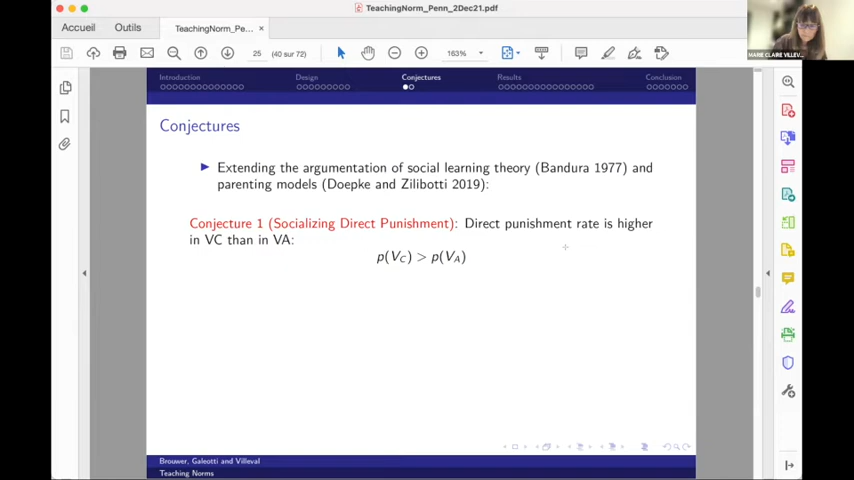 TeachingNorm_Penn_2Dec21.pdf
Accueil
Outils
TeachingNorm_Penn_2...
25
(40 sur 72)
163%
MARIE CLAIRE VILLEV...
Introduction
Design
Conjectures
Results
Conclusion
Conjectures
Extending the argumentation of social learning theory (Bandura 1977) and
parenting models (Doepke and Zilibotti 2019):
Conjecture 1 (Socializing Direct Punishment): Direct punishment rate is higher
in VC than in VA:
p(V_C) > p(V_A)
Brouwer, Galeotti and Villeval
Teaching Norms